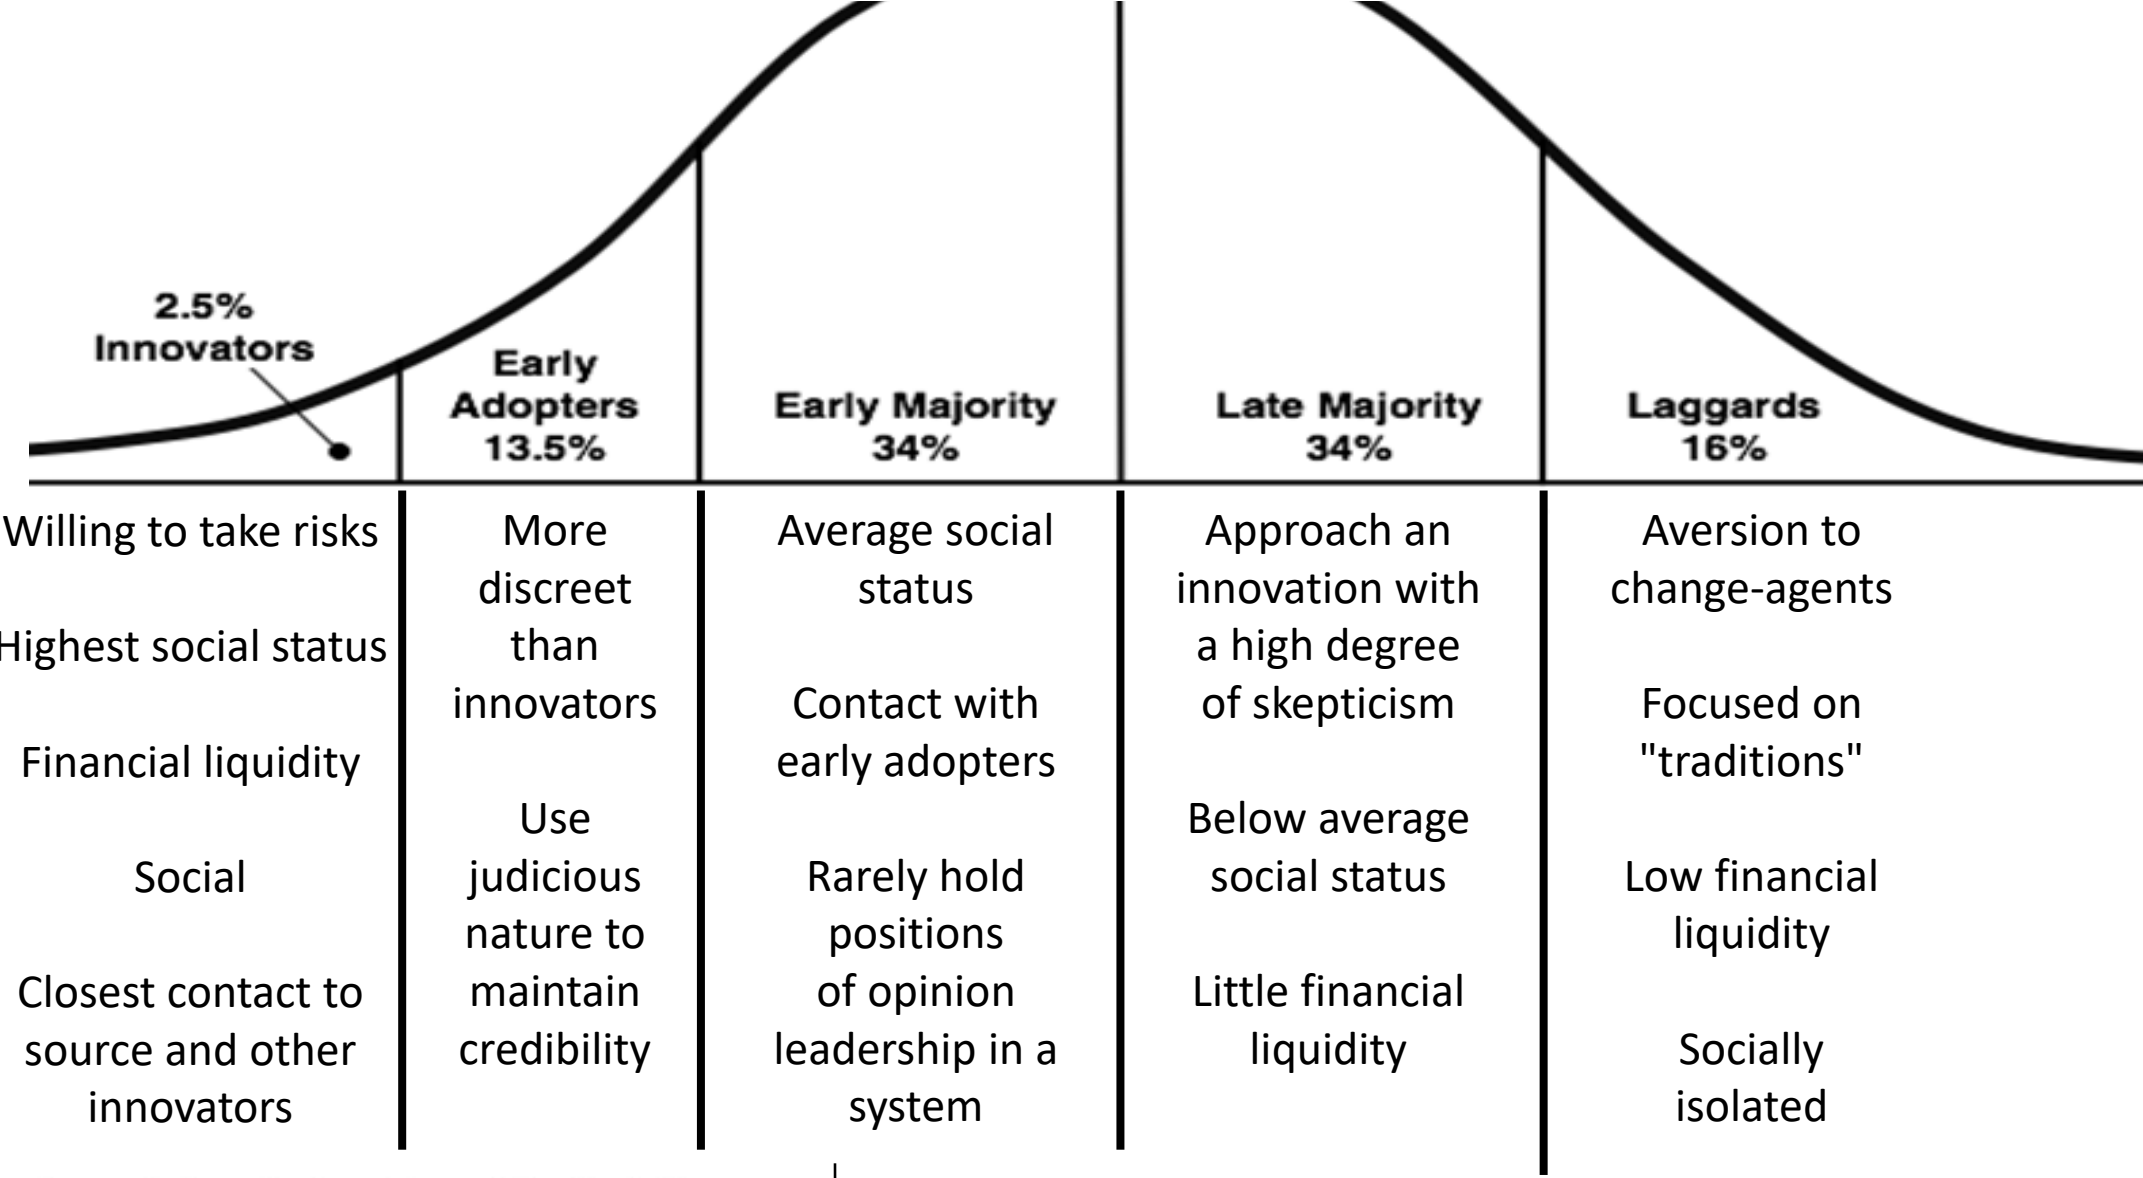 2.5%
Innovators
Early
Adopters
13.5%
Early Majority
34%
Late Majority
34%
Laggards
16%
Willing to take risks
Highest social status
Financial liquidity
Social
Closest contact to
source and other
innovators
More
discreet
than
innovators
Use
judicious
nature to
maintain
credibility
Average social
status
Contact with
early adopters
Rarely hold
positions
of opinion
leadership in a
system
Approach an
innovation with
a high degree
of skepticism
Below average
social status
Little financial
liquidity
Aversion to
change-agents
Focused on
"traditions"
Low financial
liquidity
Socially
isolated